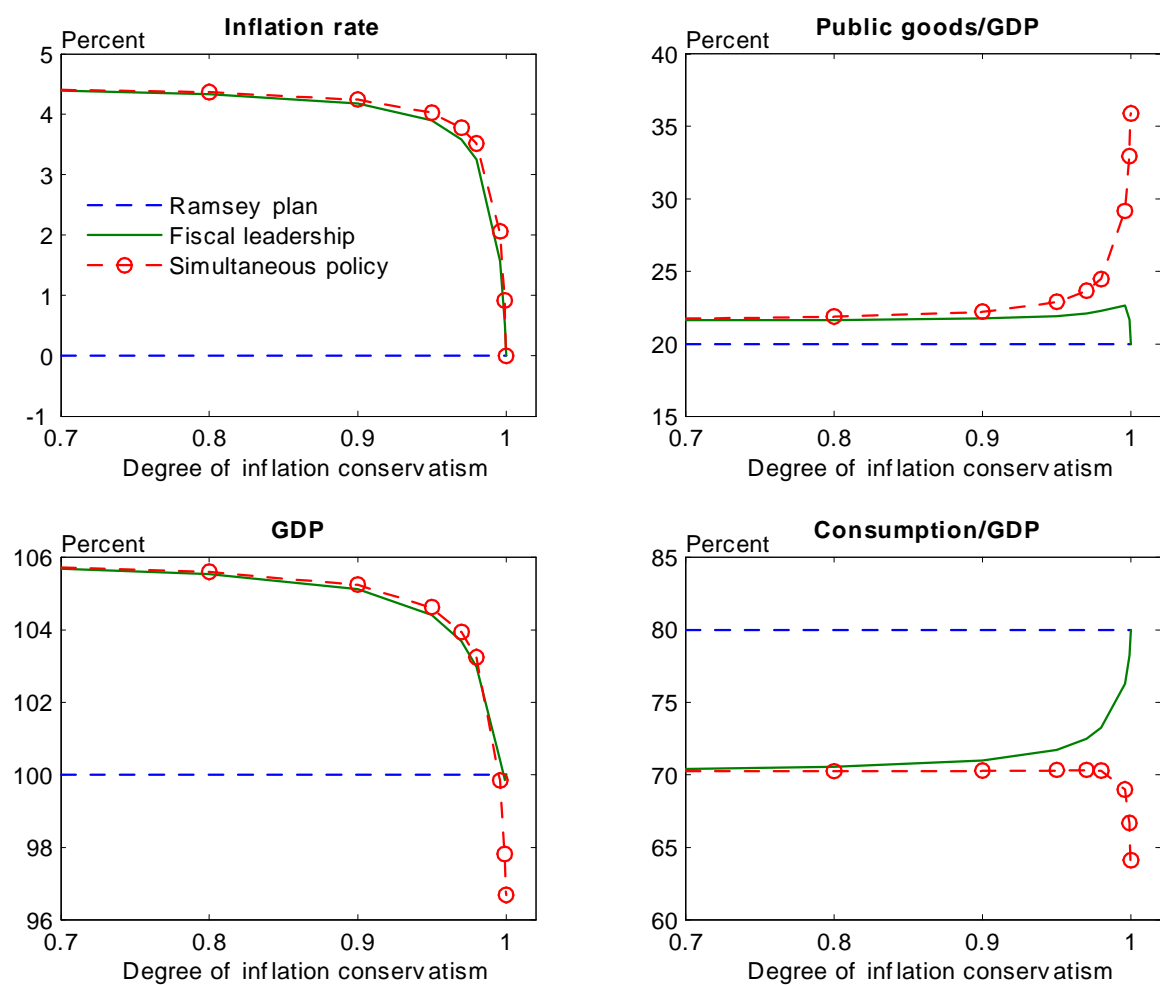 Inflation rate
Percent
5
4
3
2
1
0
-1
Ramsey plan
Fiscal leadership
Simultaneous policy
0.7 0.8 0.9 1
Degree of inflation conservatism
Public goods/GDP
40
35
30
25
20
15
0.7 0.8 0.9 1
Degree of inflation conservatism
GDP
Percent
106
104
102
100
98
96
0.7 0.8 0.9 1
Degree of inflation conservatism
Consumption/GDP
Percent
85
80
75
70
65
60
0.7 0.8 0.9 1
Degree of inflation conservatism